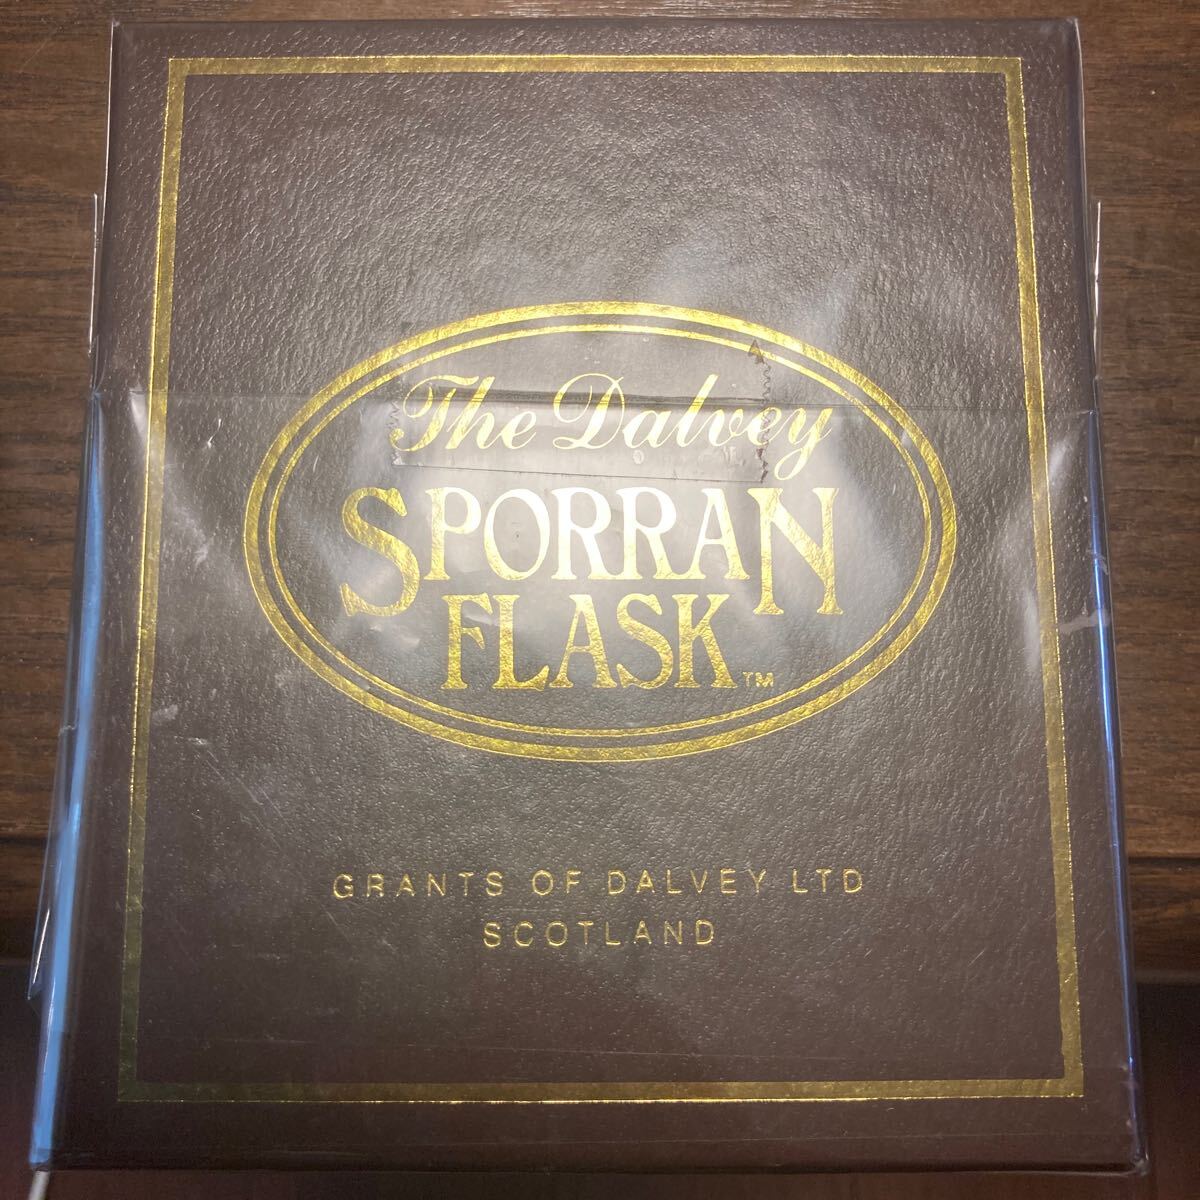 The Dalvey
SPORRAN
FLASK™
GRANTS OF DALVEY LTD
SCOTLAND